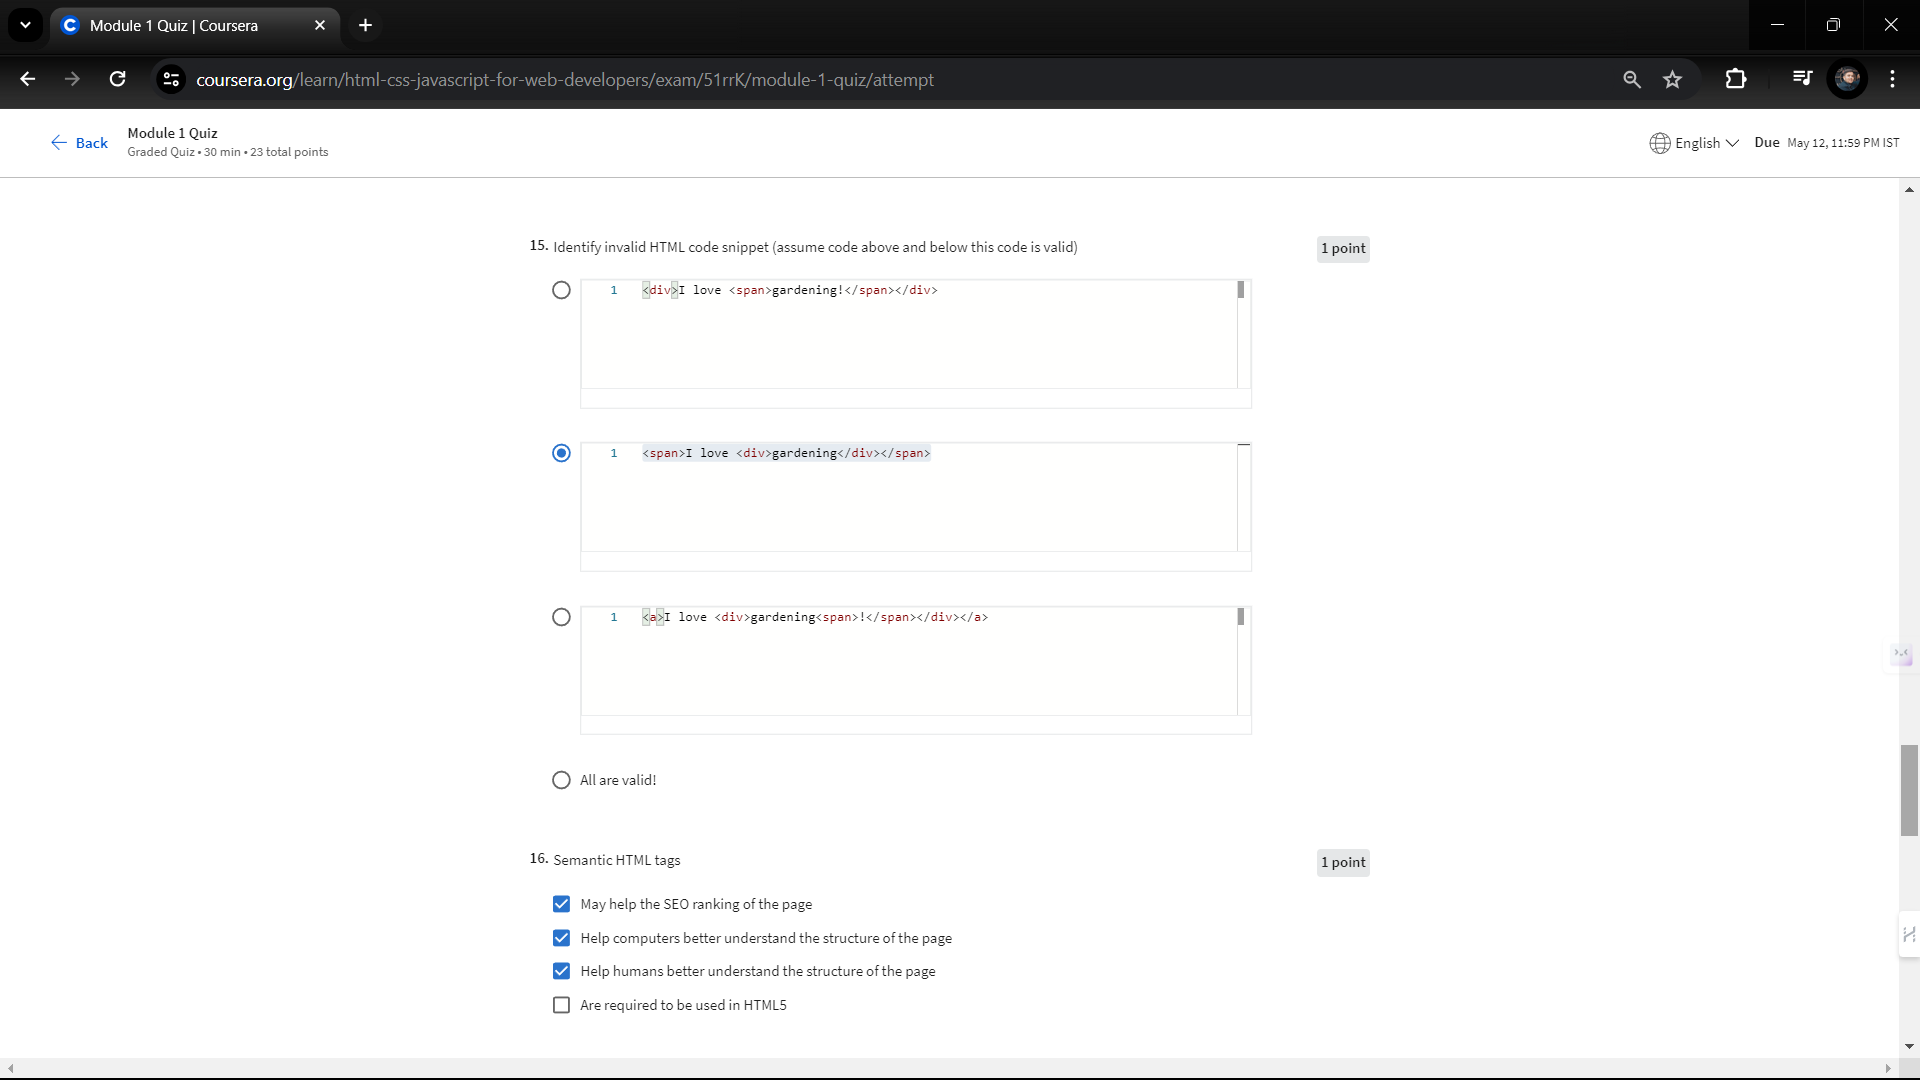 Module 1 Quiz | Coursera
coursera.org/learn/html-css-javascript-for-web-developers/exam/51rrK/module-1-quiz/attempt
Back
Module 1 Quiz
Graded Quiz • 30 min • 23 total points
English
Due May 12, 11:59 PM IST
15. Identify invalid HTML code snippet (assume code above and below this code is valid)
1 point
1 <div>I love <span>gardening!</span></div>
1 <span>I love <div>gardening</div></span>
1 <a>I love <div>gardening<span>!</span></div></a>
All are valid!
16. Semantic HTML tags
1 point
May help the SEO ranking of the page
Help computers better understand the structure of the page
Help humans better understand the structure of the page
Are required to be used in HTML5